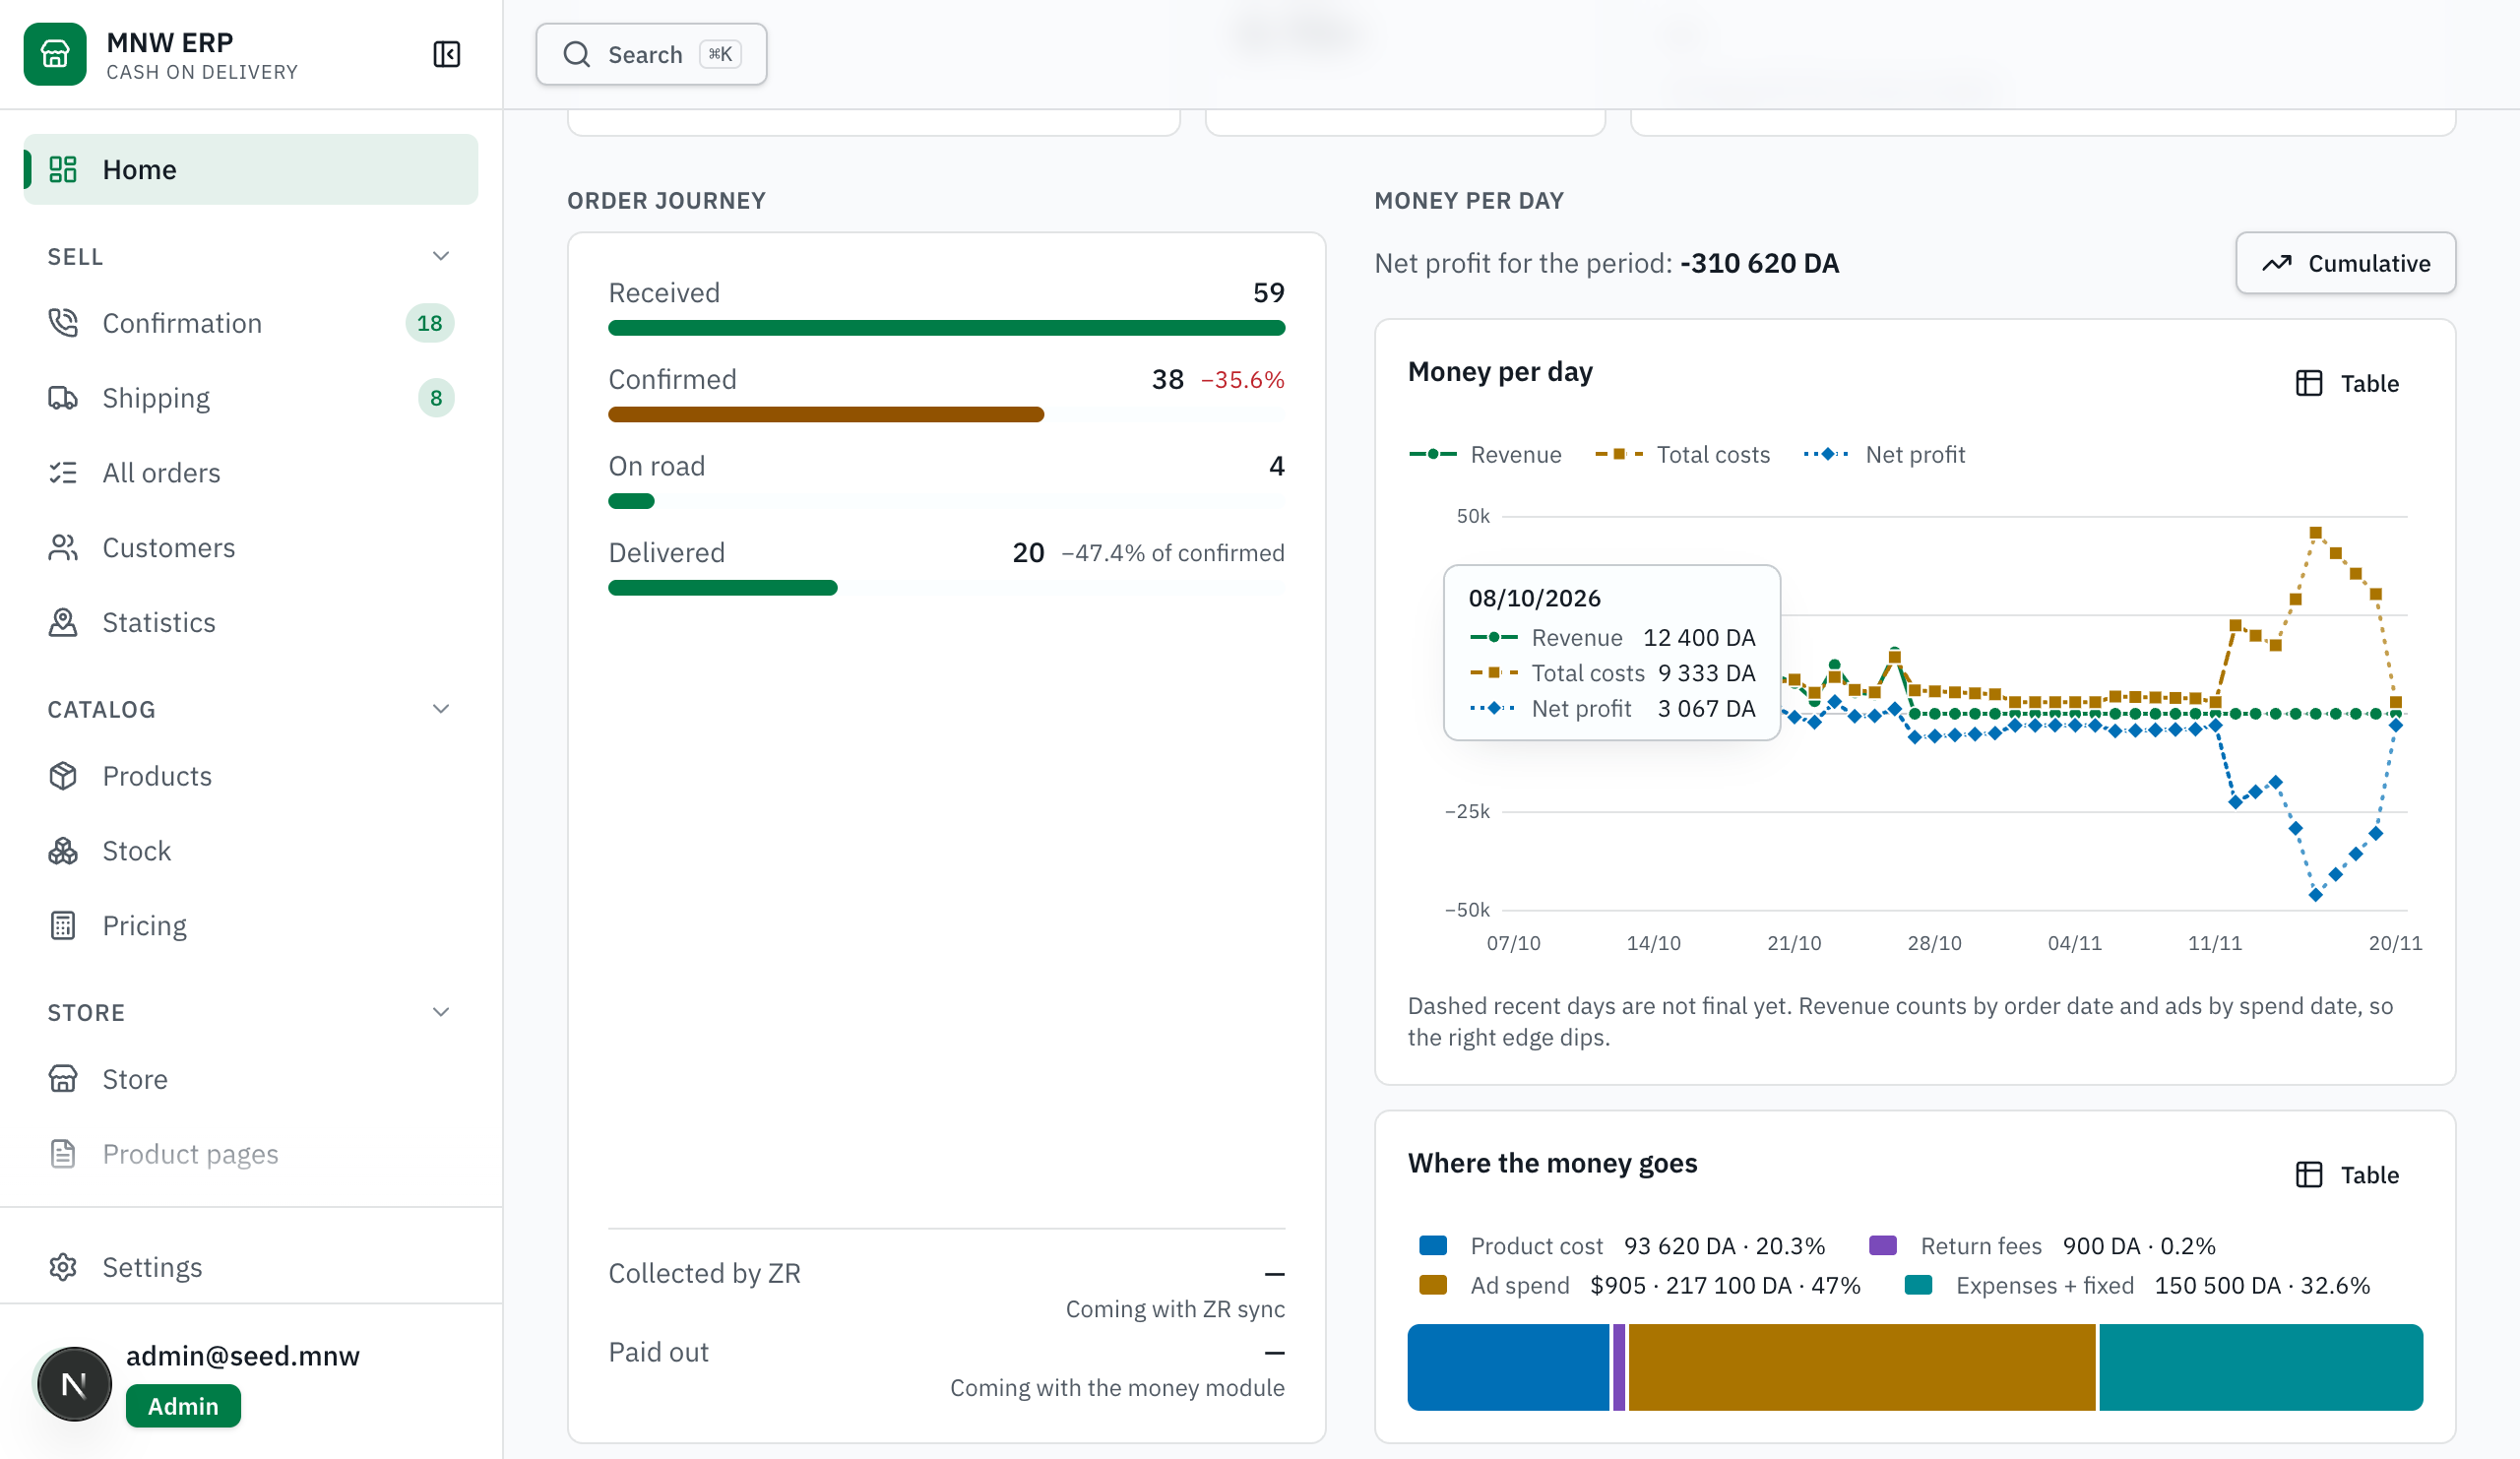 MNW ERP
CASH ON DELIVERY
Search ⌘K
Home
SELL
Confirmation 18
Shipping 8
All orders
Customers
Statistics
CATALOG
Products
Stock
Pricing
STORE
Store
Product pages
Settings
N
admin@seed.mnw
Admin
ORDER JOURNEY
Received 59
Confirmed 38 −35.6%
On road 4
Delivered 20 −47.4% of confirmed
Collected by ZR —
Coming with ZR sync
Paid out —
Coming with the money module
MONEY PER DAY
Net profit for the period: -310 620 DA
Cumulative
Money per day
Table
Revenue Total costs Net profit
50k
08/10/2026
Revenue 12 400 DA
Total costs 9 333 DA
Net profit 3 067 DA
−25k
−50k
07/10 14/10 21/10 28/10 04/11 11/11 20/11
Dashed recent days are not final yet. Revenue counts by order date and ads by spend date, so
the right edge dips.
Where the money goes
Table
Product cost 93 620 DA · 20.3% Return fees 900 DA · 0.2%
Ad spend $905 · 217 100 DA · 47% Expenses + fixed 150 500 DA · 32.6%